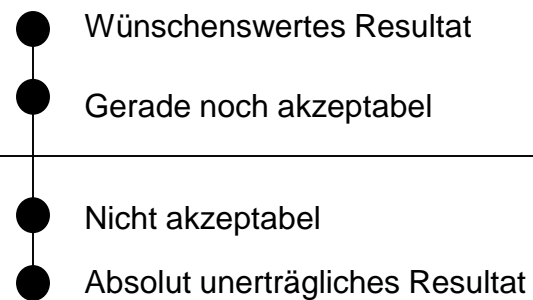 Wünschenswertes Resultat
Gerade noch akzeptabel
Nicht akzeptabel
Absolut unerträgliches Resultat